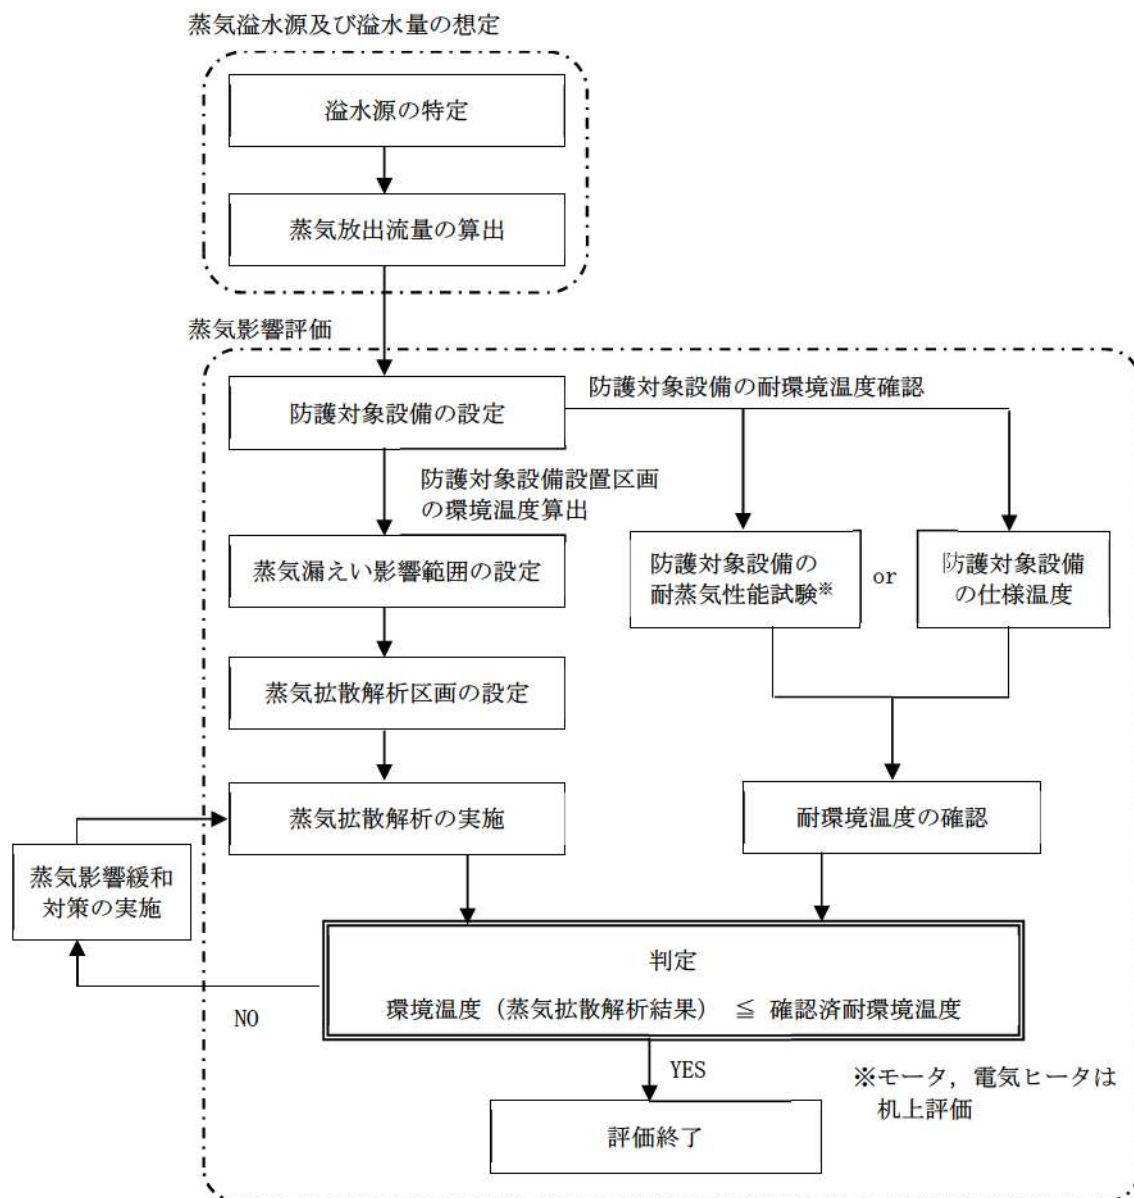 蒸気溢水源及び溢水量の想定
溢水源の特定
蒸気放出流量の算出
蒸気影響評価
防護対象設備の設定
防護対象設備の耐環境温度確認
防護対象設備設置区画
の環境温度算出
蒸気漏えい影響範囲の設定
防護対象設備の
耐蒸気性能試験※
or
防護対象設備
の仕様温度
蒸気拡散解析区画の設定
蒸気拡散解析の実施
耐環境温度の確認
蒸気影響緩和
対策の実施
判定
環境温度（蒸気拡散解析結果） ≦ 確認済耐環境温度
NO
YES
※モータ，電気ヒータは
机上評価
評価終了